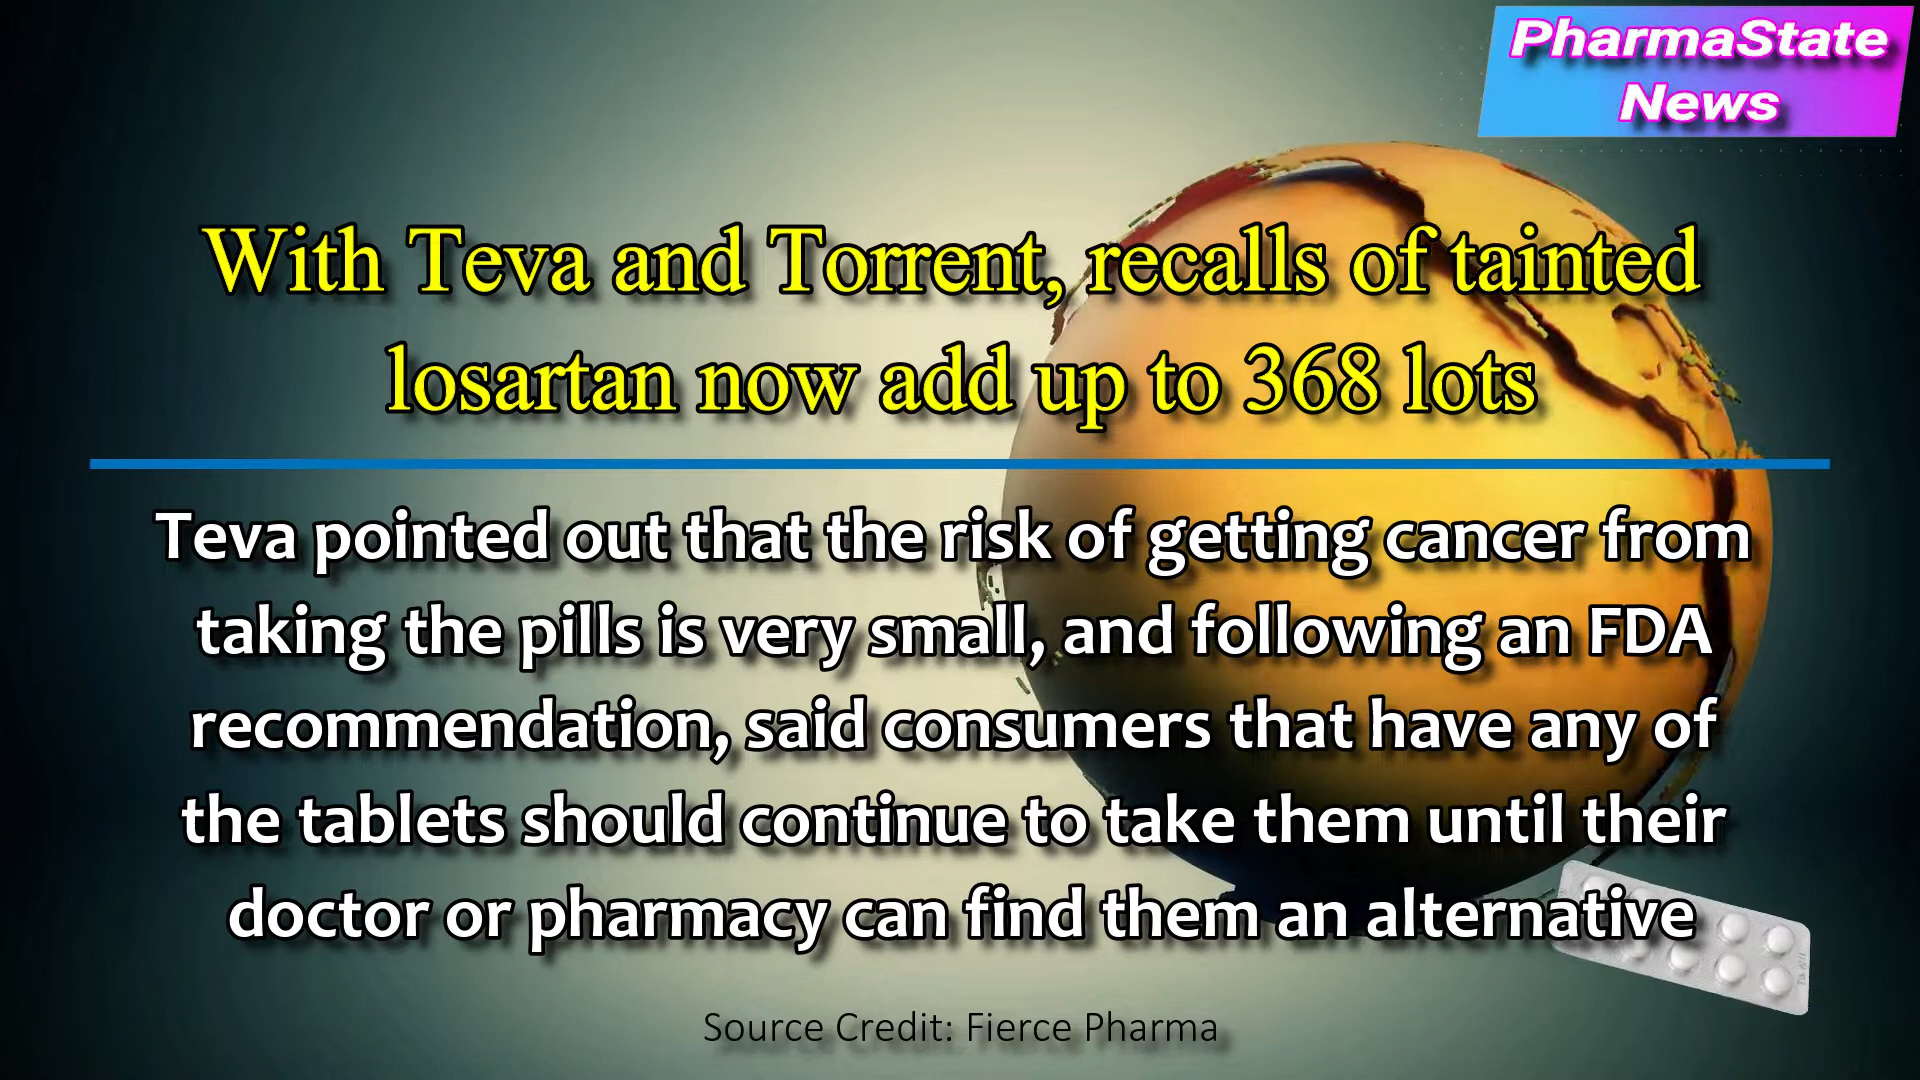 PharmaState
News
With Teva and Torrent, recalls of tainted
losartan now add up to 368 lots
Teva pointed out that the risk of getting cancer from
taking the pills is very small, and following an FDA
recommendation, said consumers that have any of
the tablets should continue to take them until their
doctor or pharmacy can find them an alternative
Source Credit: Fierce Pharma